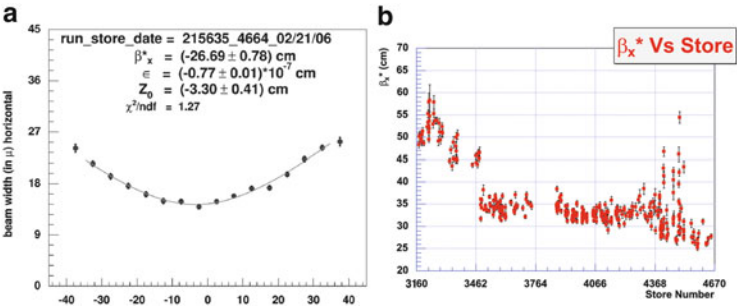 a
run_store_date = 215635_4664_02/21/06
β*x = (-26.69 ± 0.78) cm
ε = (-0.77 ± 0.01)*10^-7 cm
Z0 = (-3.30 ± 0.41) cm
χ²/ndf = 1.27
beam width (in μ) horizontal
45
36
27
18
9
0
-40 -30 -20 -10 0 10 20 30 40
b
βx* Vs Store
βx* (cm)
70
65
60
55
50
45
40
35
30
25
20
3160 3462 3764 4066 4368 4670
Store Number